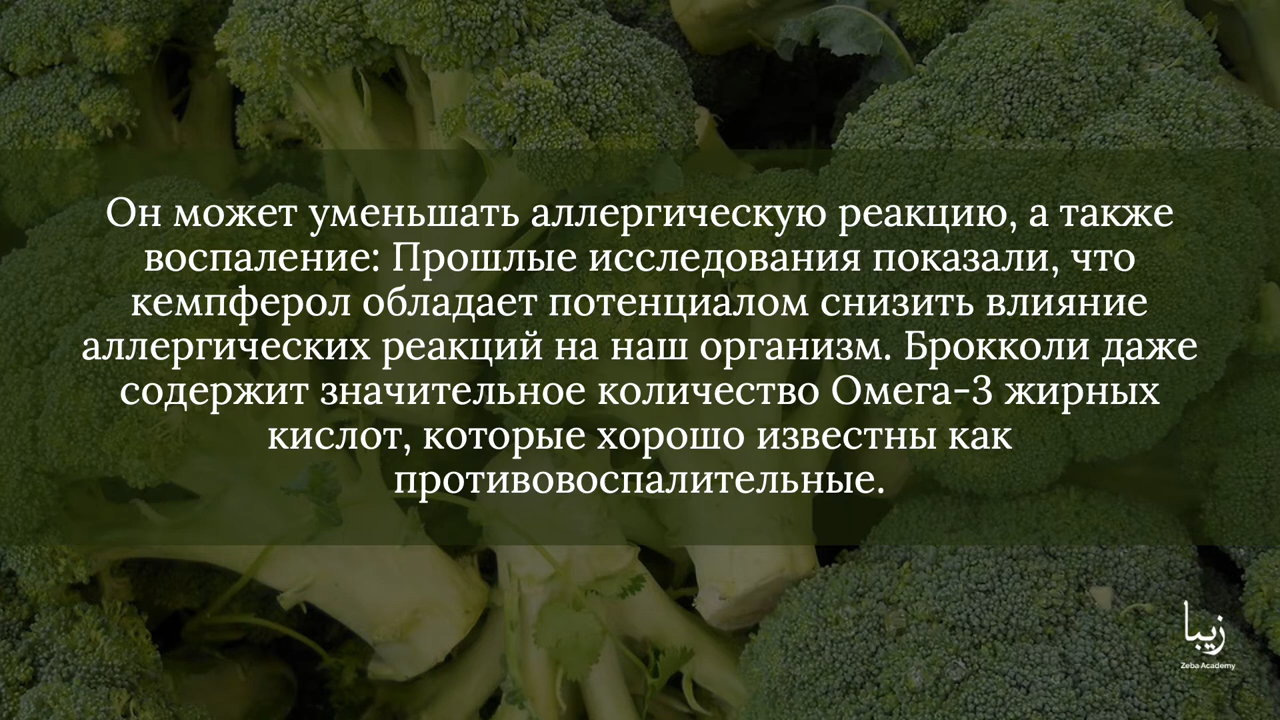 Он может уменьшать аллергическую реакцию, а также
воспаление: Прошлые исследования показали, что
кемпферол обладает потенциалом снизить влияние
аллергических реакций на наш организм. Брокколи даже
содержит значительное количество Омега-3 жирных
кислот, которые хорошо известны как
противовоспалительные.
زیبا
Zeba Academy